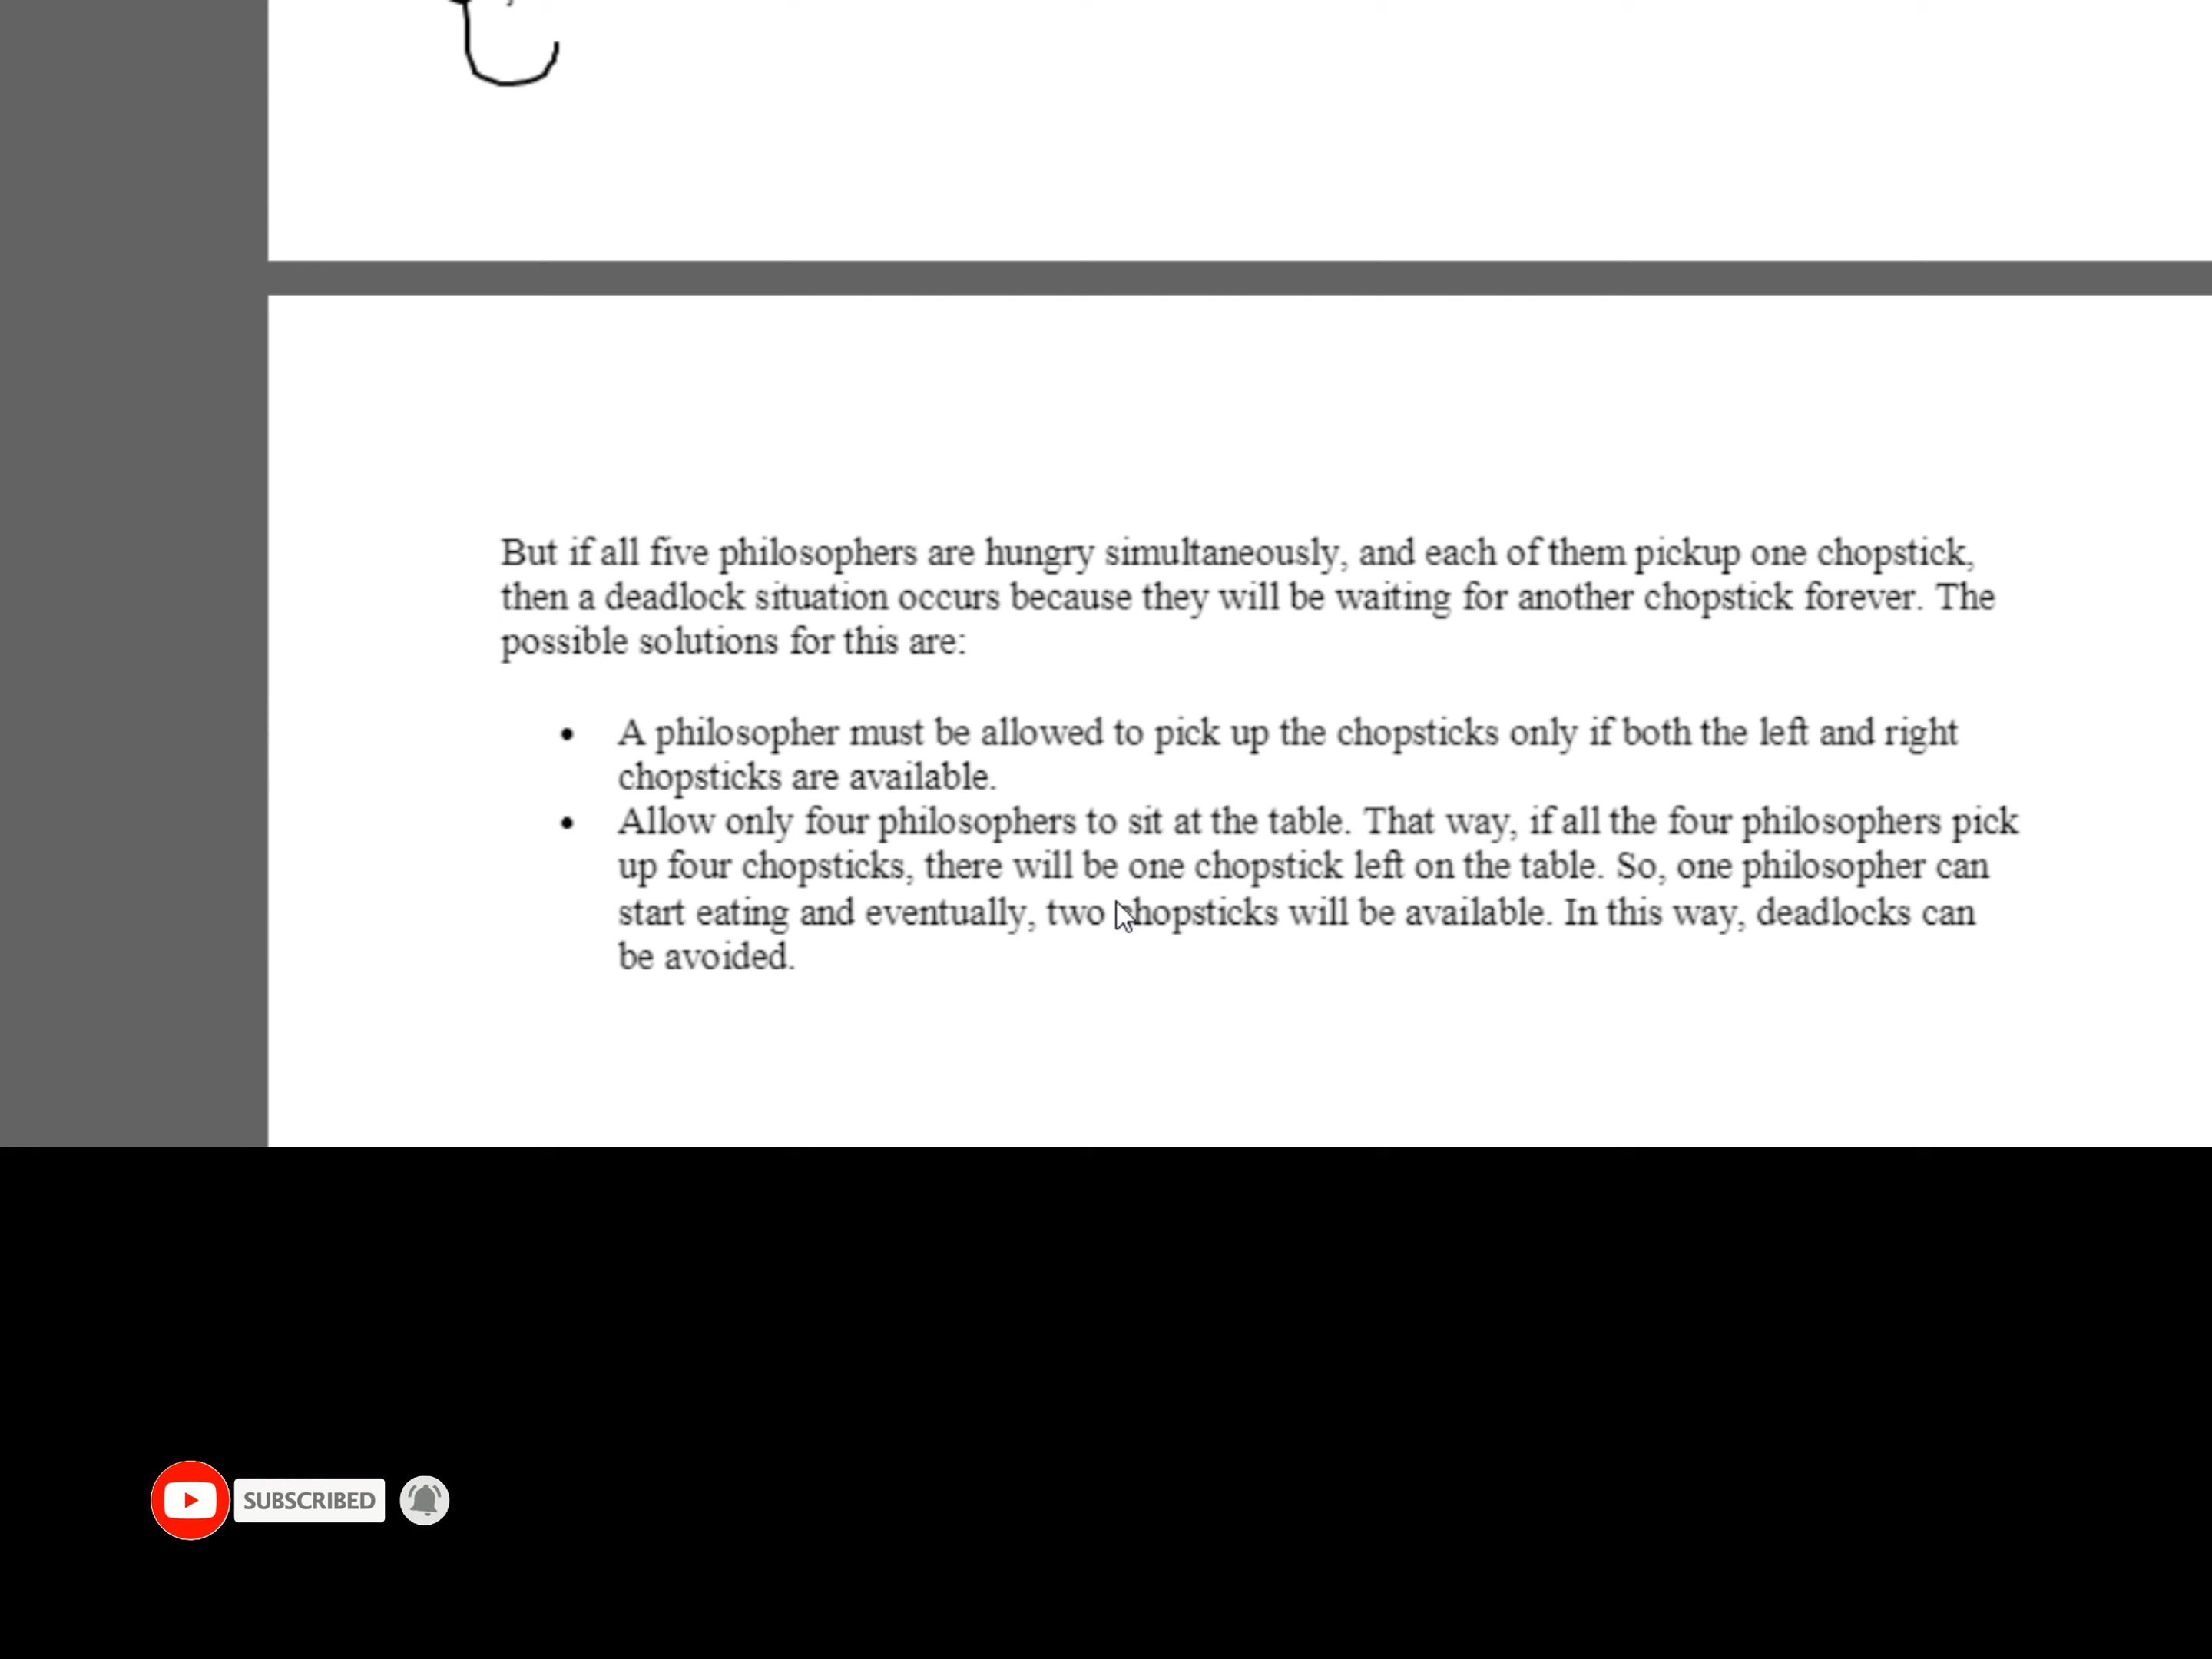 But if all five philosophers are hungry simultaneously, and each of them pickup one chopstick,
then a deadlock situation occurs because they will be waiting for another chopstick forever. The
possible solutions for this are:
• A philosopher must be allowed to pick up the chopsticks only if both the left and right
chopsticks are available.
• Allow only four philosophers to sit at the table. That way, if all the four philosophers pick
up four chopsticks, there will be one chopstick left on the table. So, one philosopher can
start eating and eventually, two chopsticks will be available. In this way, deadlocks can
be avoided.
SUBSCRIBED